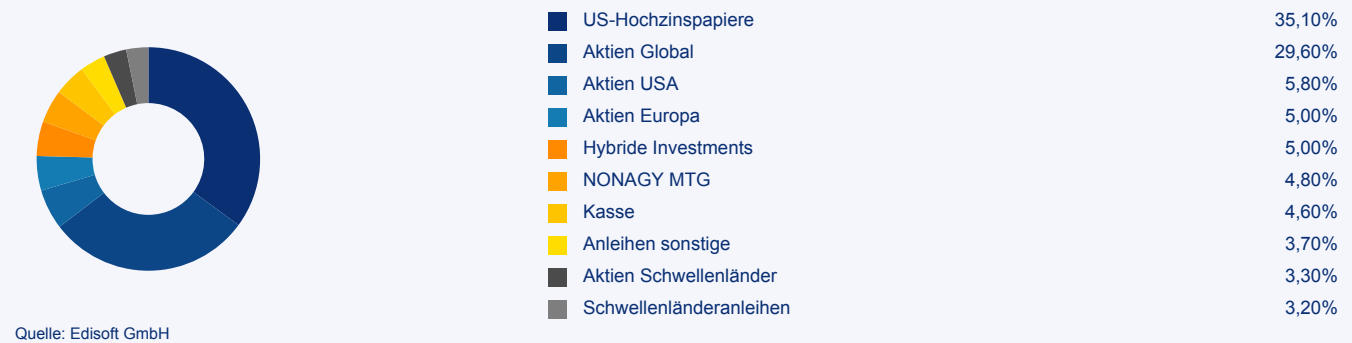 US-Hochzinspapiere 35,10%
Aktien Global 29,60%
Aktien USA 5,80%
Aktien Europa 5,00%
Hybride Investments 5,00%
NONAGY MTG 4,80%
Kasse 4,60%
Anleihen sonstige 3,70%
Aktien Schwellenländer 3,30%
Schwellenländeranleihen 3,20%
Quelle: Edisoft GmbH